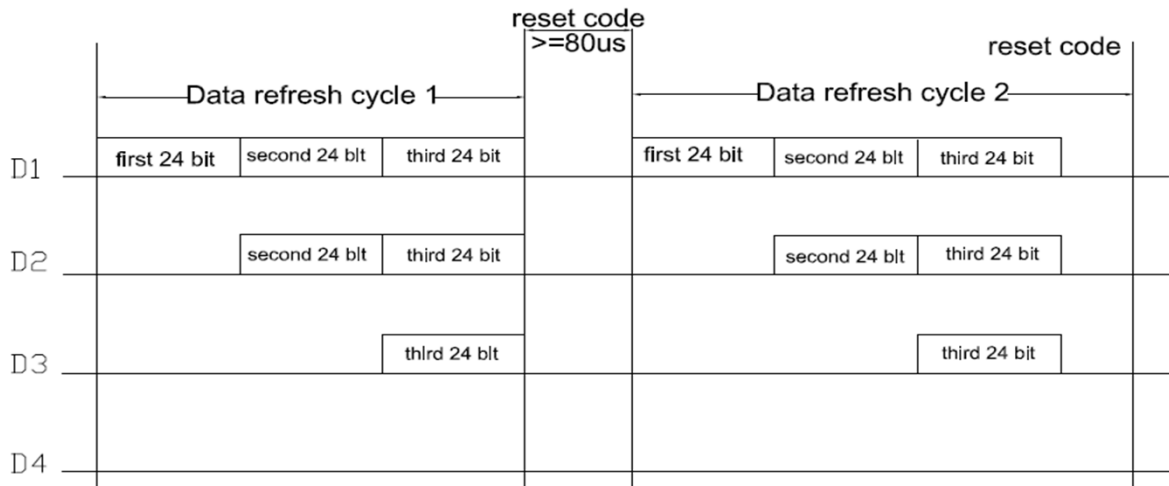 reset code
>=80us
reset code
Data refresh cycle 1
Data refresh cycle 2
D1 first 24 bit second 24 blt third 24 bit first 24 bit second 24 blt third 24 bit
D2 second 24 blt third 24 bit second 24 blt third 24 bit
D3 thlrd 24 blt third 24 bit
D4